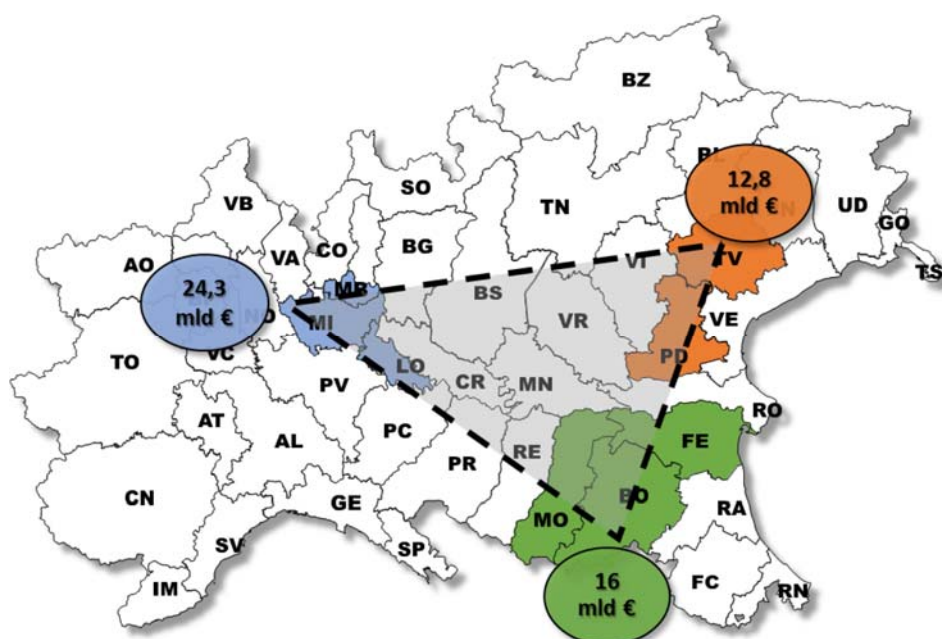 BZ
12,8
mld €
SO
TN
UD
VB
CO
BG
GO
VA
AO
TV
TS
MB
24,3
mld €
BS
VE
MI
VR
TO
PD
LO
VC
PV
CR
MN
RO
AT
PC
FE
AL
RE
PR
CN
BO
GE
RA
MO
SV
SP
IM
16
mld €
FC
RN